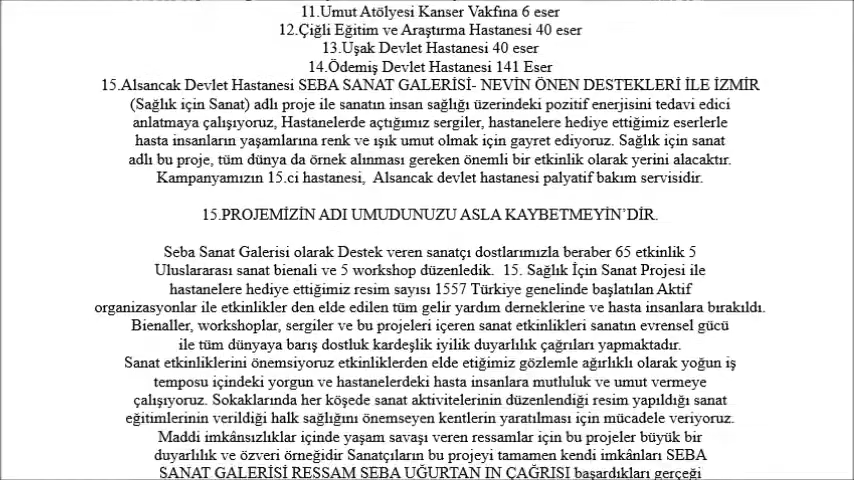 11.Umut Atölyesi Kanser Vakfına 6 eser
12.Çiğli Eğitim ve Araştırma Hastanesi 40 eser
13.Uşak Devlet Hastanesi 40 eser
14.Ödemiş Devlet Hastanesi 141 Eser
15.Alsancak Devlet Hastanesi SEBA SANAT GALERİSİ- NEVİN ÖNEN DESTEKLERİ İLE İZMİR
(Sağlık için Sanat) adlı proje ile sanatın insan sağlığı üzerindeki pozitif enerjisini tedavi edici
anlatmaya çalışıyoruz, Hastanelerde açtığımız sergiler, hastanelere hediye ettiğimiz eserlerle
hasta insanların yaşamlarına renk ve ışık umut olmak için gayret ediyoruz. Sağlık için sanat
adlı bu proje, tüm dünya da örnek alınması gereken önemli bir etkinlik olarak yerini alacaktır.
Kampanyamızın 15.ci hastanesi, Alsancak devlet hastanesi palyatif bakım servisidir.
15.PROJEMİZİN ADI UMUDUNUZU ASLA KAYBETMEYİN'DİR.
Seba Sanat Galerisi olarak Destek veren sanatçı dostlarımızla beraber 65 etkinlik 5
Uluslararası sanat bienali ve 5 workshop düzenledik. 15. Sağlık İçin Sanat Projesi ile
hastanelere hediye ettiğimiz resim sayısı 1557 Türkiye genelinde başlatılan Aktif
organizasyonlar ile etkinlikler den elde edilen tüm gelir yardım derneklerine ve hasta insanlara bırakıldı.
Bienaller, workshoplar, sergiler ve bu projeleri içeren sanat etkinlikleri sanatın evrensel gücü
ile tüm dünyaya barış dostluk kardeşlik iyilik duyarlılık çağrıları yapmaktadır.
Sanat etkinliklerini önemsiyoruz etkinliklerden elde etiğimiz gözlemle ağırlıklı olarak yoğun iş
temposu içindeki yorgun ve hastanelerdeki hasta insanlara mutluluk ve umut vermeye
çalışıyoruz. Sokaklarında her köşede sanat aktivitelerinin düzenlendiği resim yapıldığı sanat
eğitimlerinin verildiği halk sağlığını önemseyen kentlerin yaratılması için mücadele veriyoruz.
Maddi imkânsızlıklar içinde yaşam savaşı veren ressamlar için bu projeler büyük bir
duyarlılık ve özveri örneğidir Sanatçıların bu projeyi tamamen kendi imkânları SEBA
SANAT GALERİSİ RESSAM SEBA UĞURTAN IN ÇAĞRISI başardıkları gerçeği